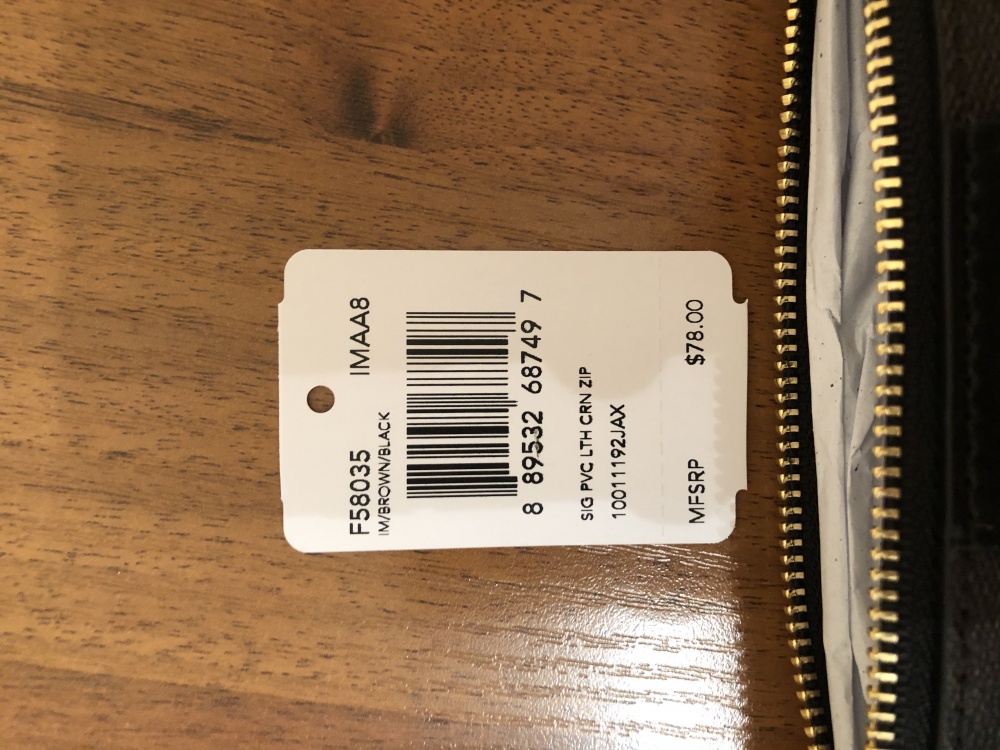 F58035 IMAA8
IM/BROWN/BLACK
8 89532 68749 7
SIG PVC LTH CRN ZIP
10011192JAX
MFSRP $78.00